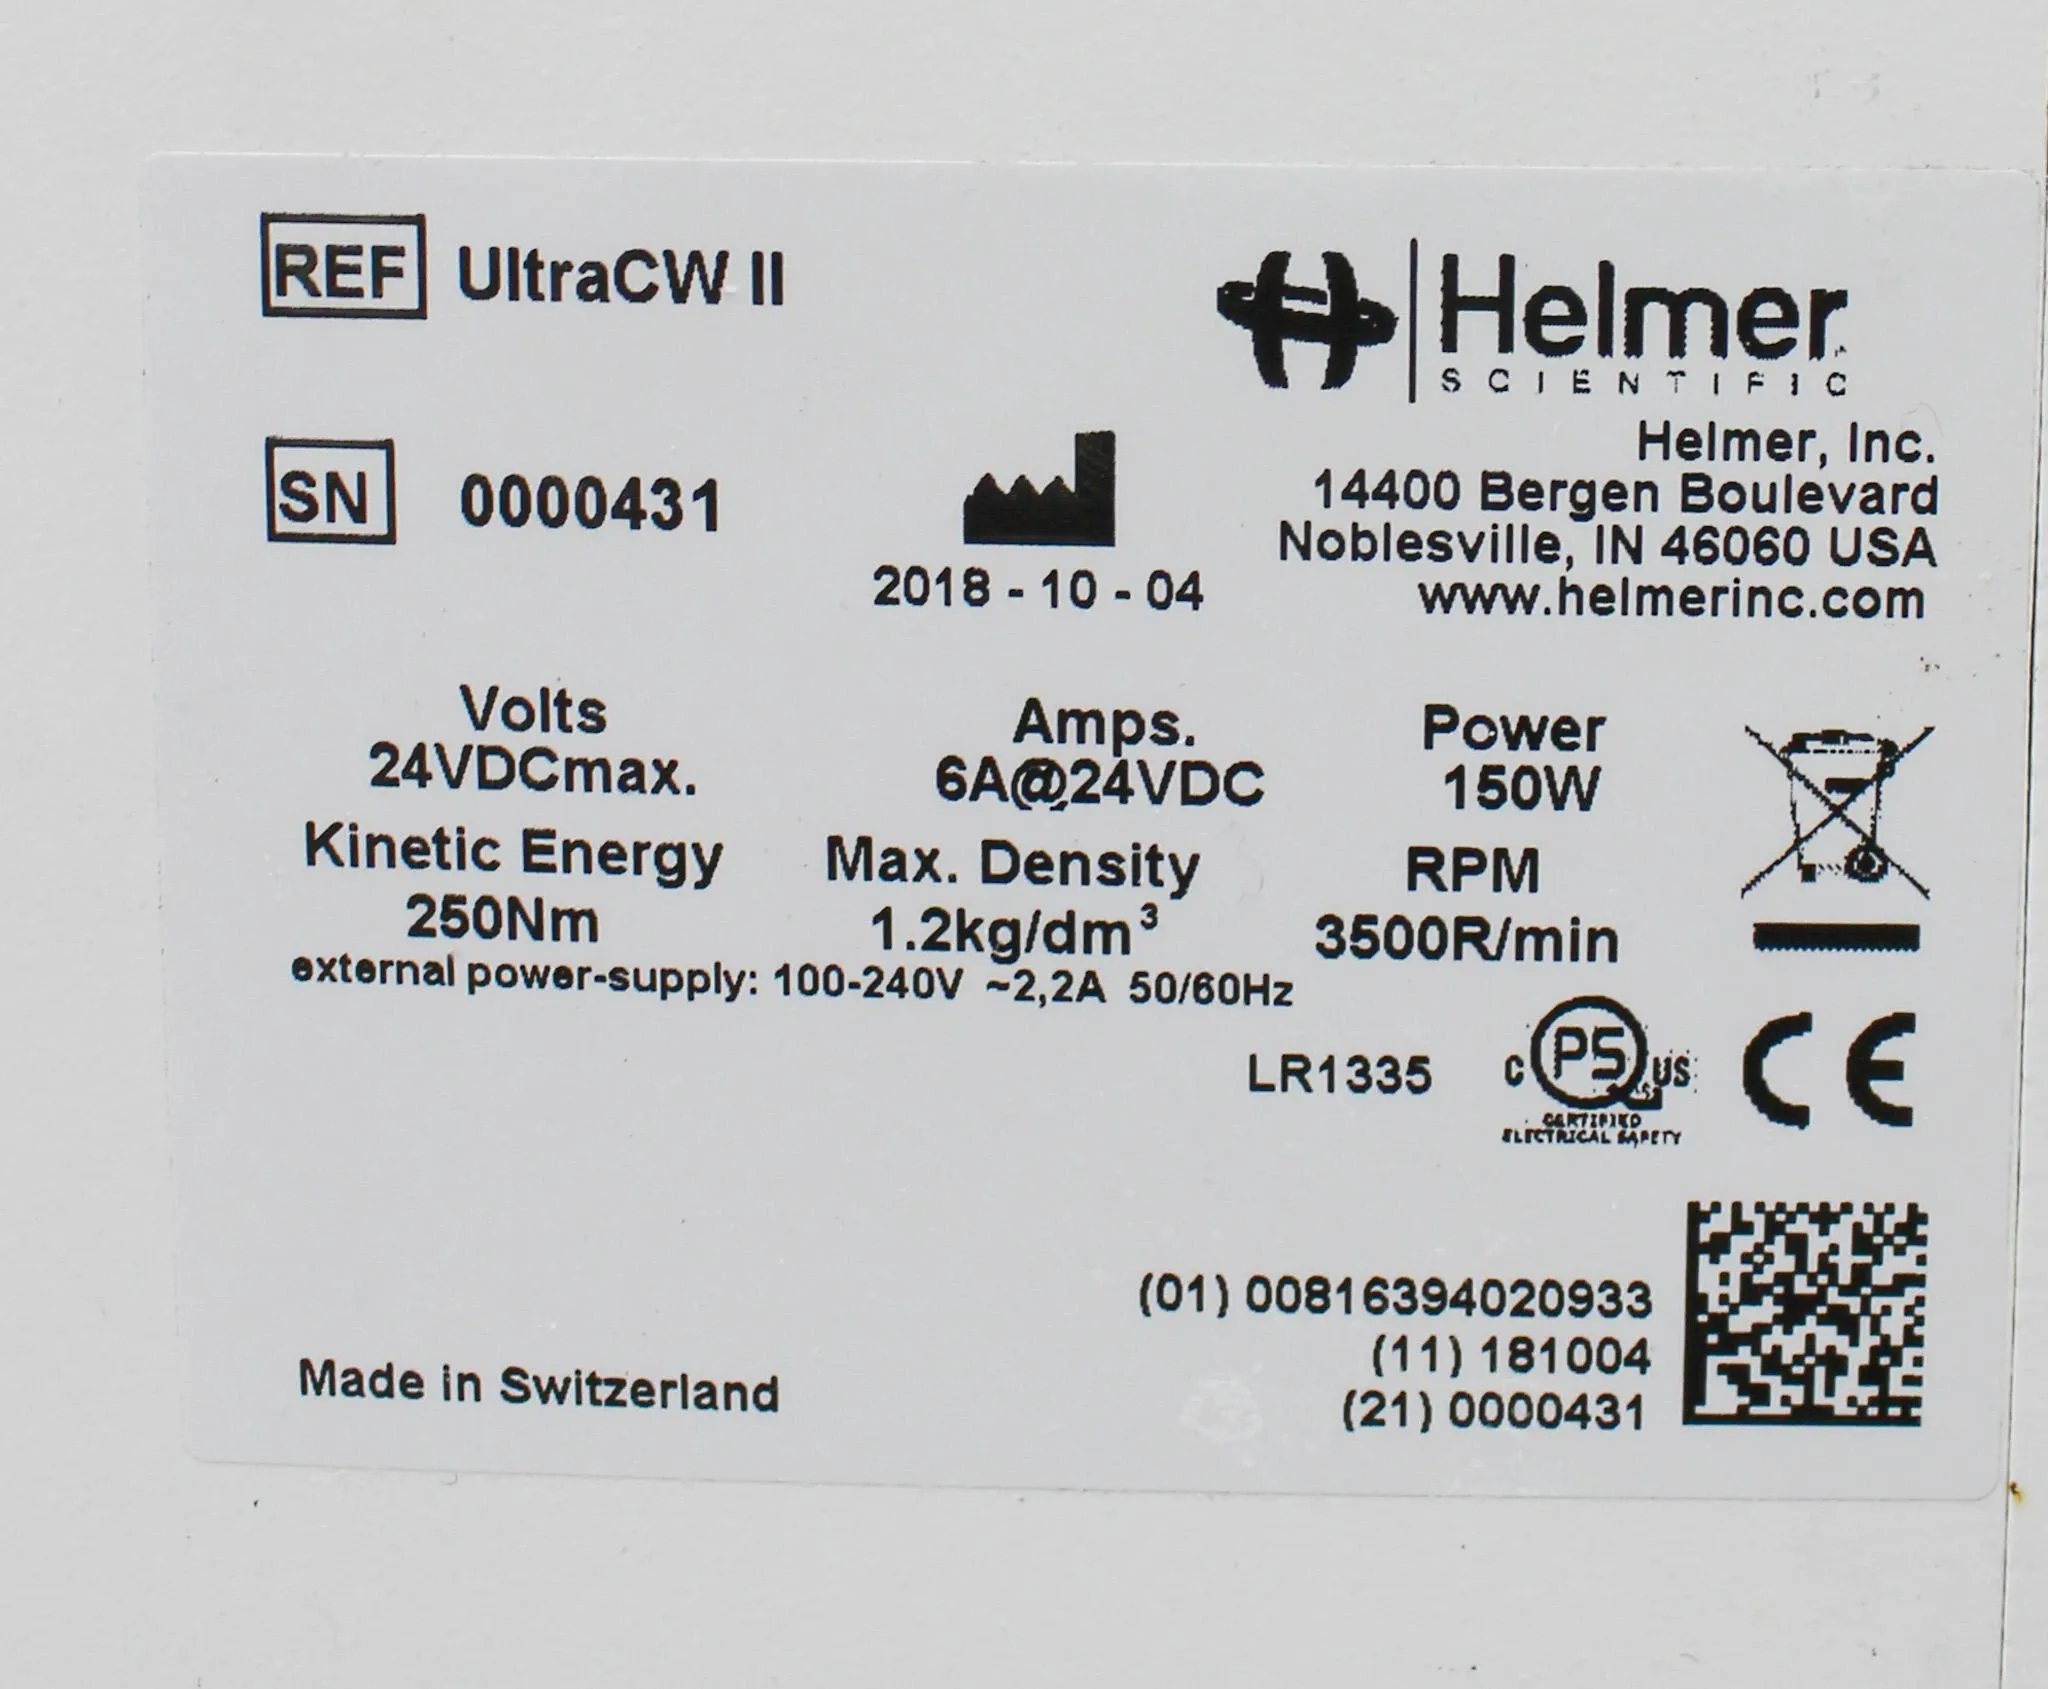 REF UltraCW II
Helmer
SCIENTIFIC
Helmer, Inc.
14400 Bergen Boulevard
Noblesville, IN 46060 USA
www.helmerinc.com
SN 0000431
2018 - 10 - 04
Volts Amps. Power
24VDCmax. 6A@24VDC 150W
Kinetic Energy Max. Density RPM
250Nm 1.2kg/dm³ 3500R/min
external power-supply: 100-240V ~2,2A 50/60Hz
LR1335 C PS US CE
CERTIFIED
ELECTRICAL SAFETY
(01) 00816394020933
(11) 181004
(21) 0000431
Made in Switzerland